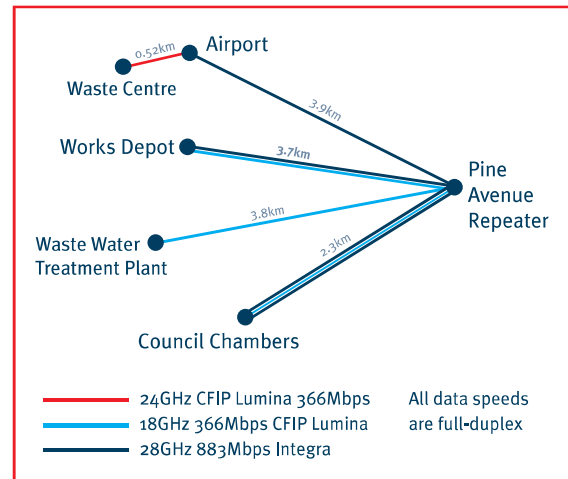 0.52km
Airport
Waste Centre
3.9km
Works Depot
3.7km
Pine
Avenue
Repeater
3.8km
Waste Water
Treatment Plant
2.3km
Council Chambers
24GHz CFIP Lumina 366Mbps
18GHz 366Mbps CFIP Lumina
28GHz 883Mbps Integra
All data speeds
are full-duplex